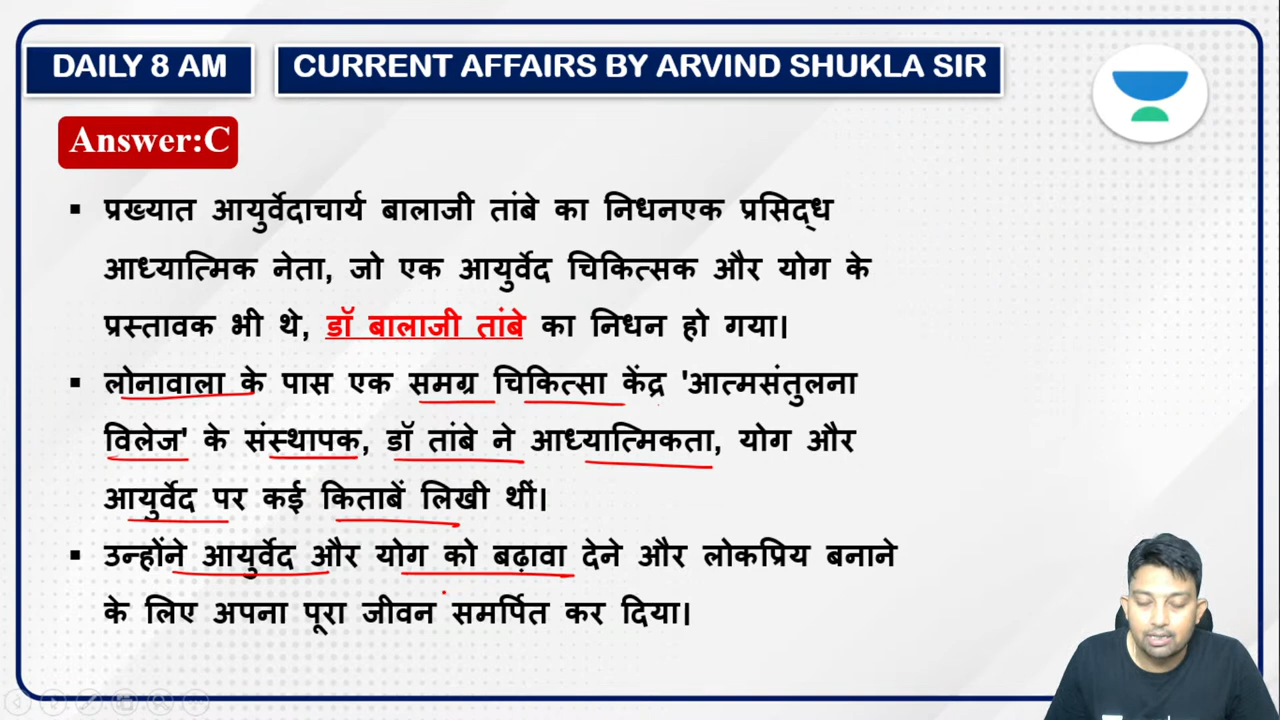 DAILY 8 AM
CURRENT AFFAIRS BY ARVIND SHUKLA SIR
Answer:C
▪ प्रख्यात आयुर्वेदाचार्य बालाजी तांबे का निधनएक प्रसिद्ध
आध्यात्मिक नेता, जो एक आयुर्वेद चिकित्सक और योग के
प्रस्तावक भी थे, डॉ बालाजी तांबे का निधन हो गया।
▪ लोनावाला के पास एक समग्र चिकित्सा केंद्र 'आत्मसंतुलना
विलेज' के संस्थापक, डॉ तांबे ने आध्यात्मिकता, योग और
आयुर्वेद पर कई किताबें लिखी थीं।
▪ उन्होंने आयुर्वेद और योग को बढ़ावा देने और लोकप्रिय बनाने
के लिए अपना पूरा जीवन समर्पित कर दिया।